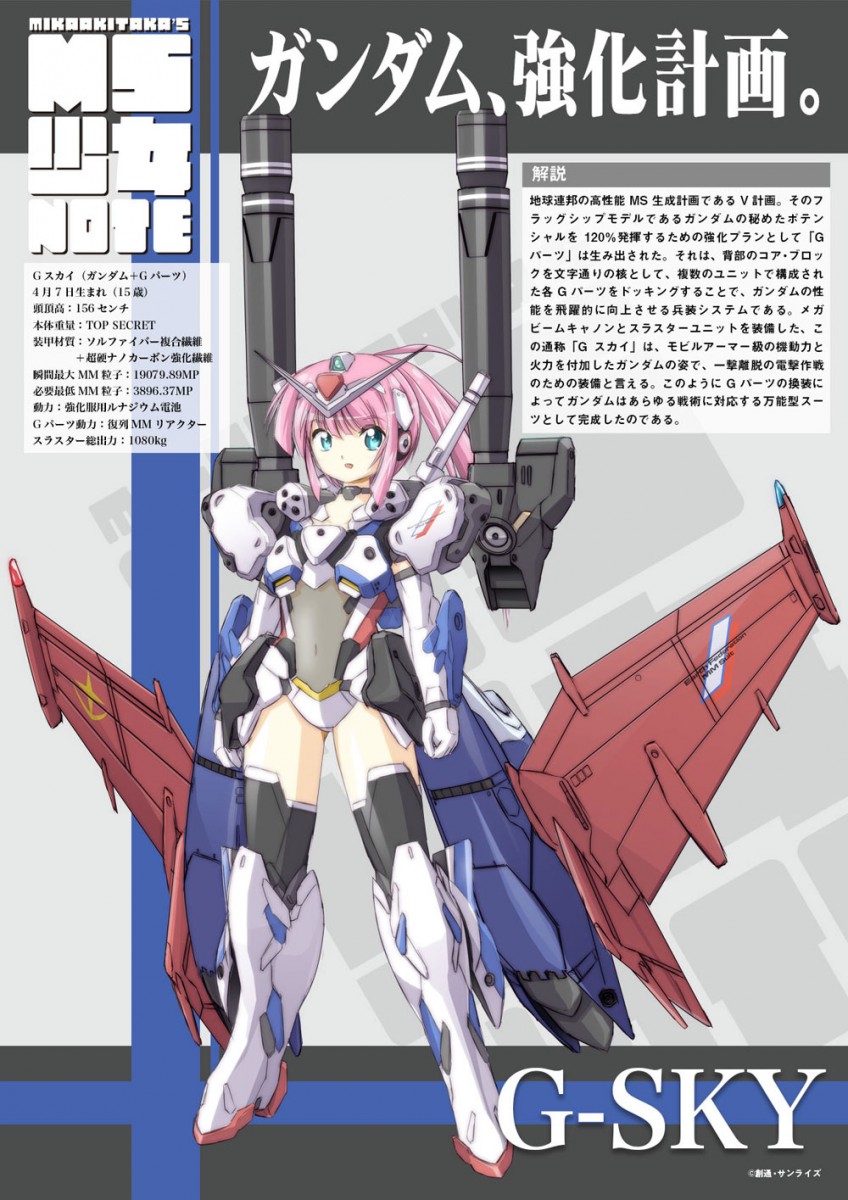 MIKAAKITAKA'S
MS
少女
NOTE
ガンダム、強化計画。
Gスカイ（ガンダム＋Gパーツ）
4月7日生まれ（15歳）
頭頂高：156センチ
本体重量：TOP SECRET
装甲材質：ソルファイバー複合繊維
＋超硬ナノカーボン強化繊維
瞬間最大MM粒子：19079.89MP
必要最低MM粒子：3896.37MP
動力：強化服用ルナジウム電池
Gパーツ動力：復列MMリアクター
スラスター総出力：1080kg
解説
地球連邦の高性能MS生成計画であるV計画。そのフ
ラッグシップモデルであるガンダムの秘めたポテン
シャルを120%発揮するための強化プランとして「G
パーツ」は生み出された。それは、背部のコア・ブロッ
クを文字通りの核として、複数のユニットで構成され
た各Gパーツをドッキングすることで、ガンダムの性
能を飛躍的に向上させる兵装システムである。メガ
ビームキャノンとスラスターユニットを装備した、こ
の通称「Gスカイ」は、モビルアーマー級の機動力と
火力を付加したガンダムの姿で、一撃離脱の電撃作戦
のための装備と言える。このようにGパーツの換装に
よってガンダムはあらゆる戦術に対応する万能型スー
ツとして完成したのである。
Earth Federation
MM Suit
G-SKY
©創通・サンライズ